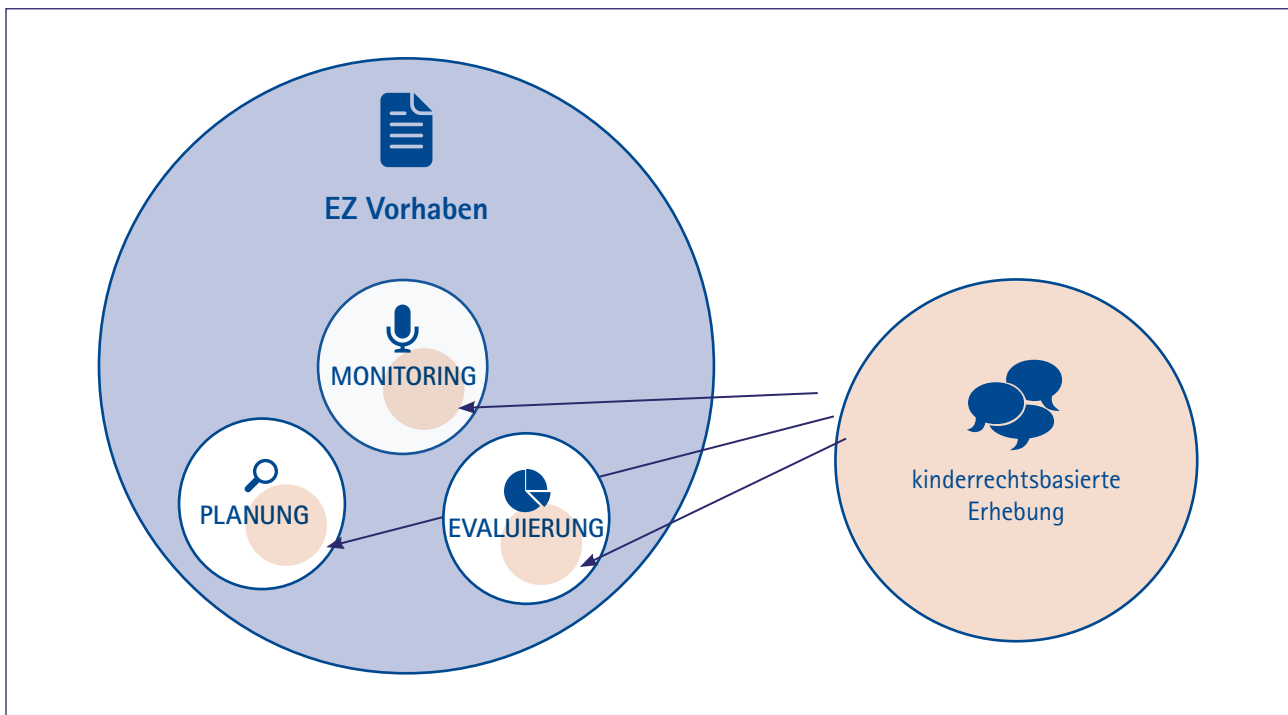 EZ Vorhaben
MONITORING
PLANUNG
EVALUIERUNG
kinderrechtsbasierte
Erhebung